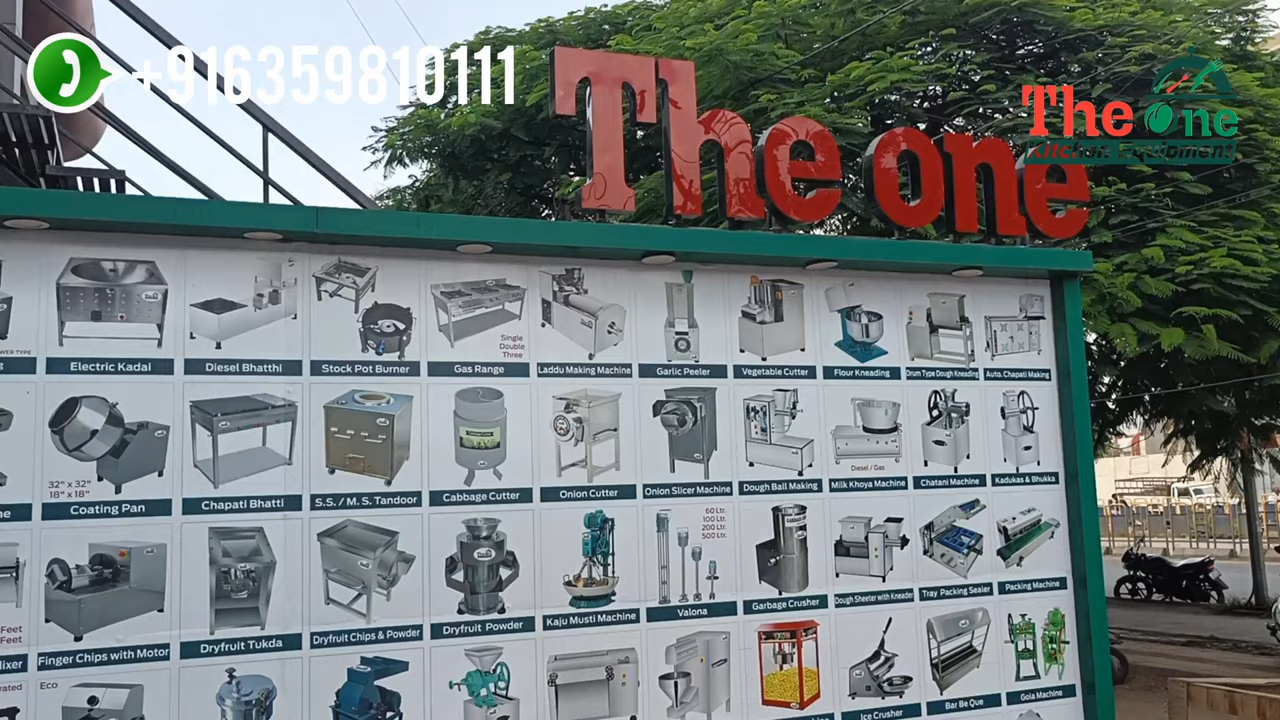 +916359810111
The one
The One
Kitchen Equipment
Electric Kadai
Diesel Bhatthi
Stock Pot Burner
Single
Double
Three
Gas Range
Laddu Making Machine
Garlic Peeler
Vegetable Cutter
Flour Kneading
Drum Type Dough Kneading
Auto. Chapati Making
32" x 32"
18" x 18"
Coating Pan
Chapati Bhatti
S.S. / M.S. Tandoor
Cabbage Cutter
Onion Cutter
Onion Slicer Machine
Dough Ball Making
Diesel / Gas
Milk Khoya Machine
Chatani Machine
Kadukas & Bhukka
Feet
Feet
Finger Chips with Motor
Dryfruit Tukda
Dryfruit Chips & Powder
Dryfruit Powder
Kaju Musti Machine
60 Ltr.
100 Ltr.
200 Ltr.
500 Ltr.
Valona
Garbage Crusher
Dough Sheeter with Kneader
Tray Packing Sealer
Packing Machine
Eco
Ice Crusher
Bar Be Que
Gola Machine